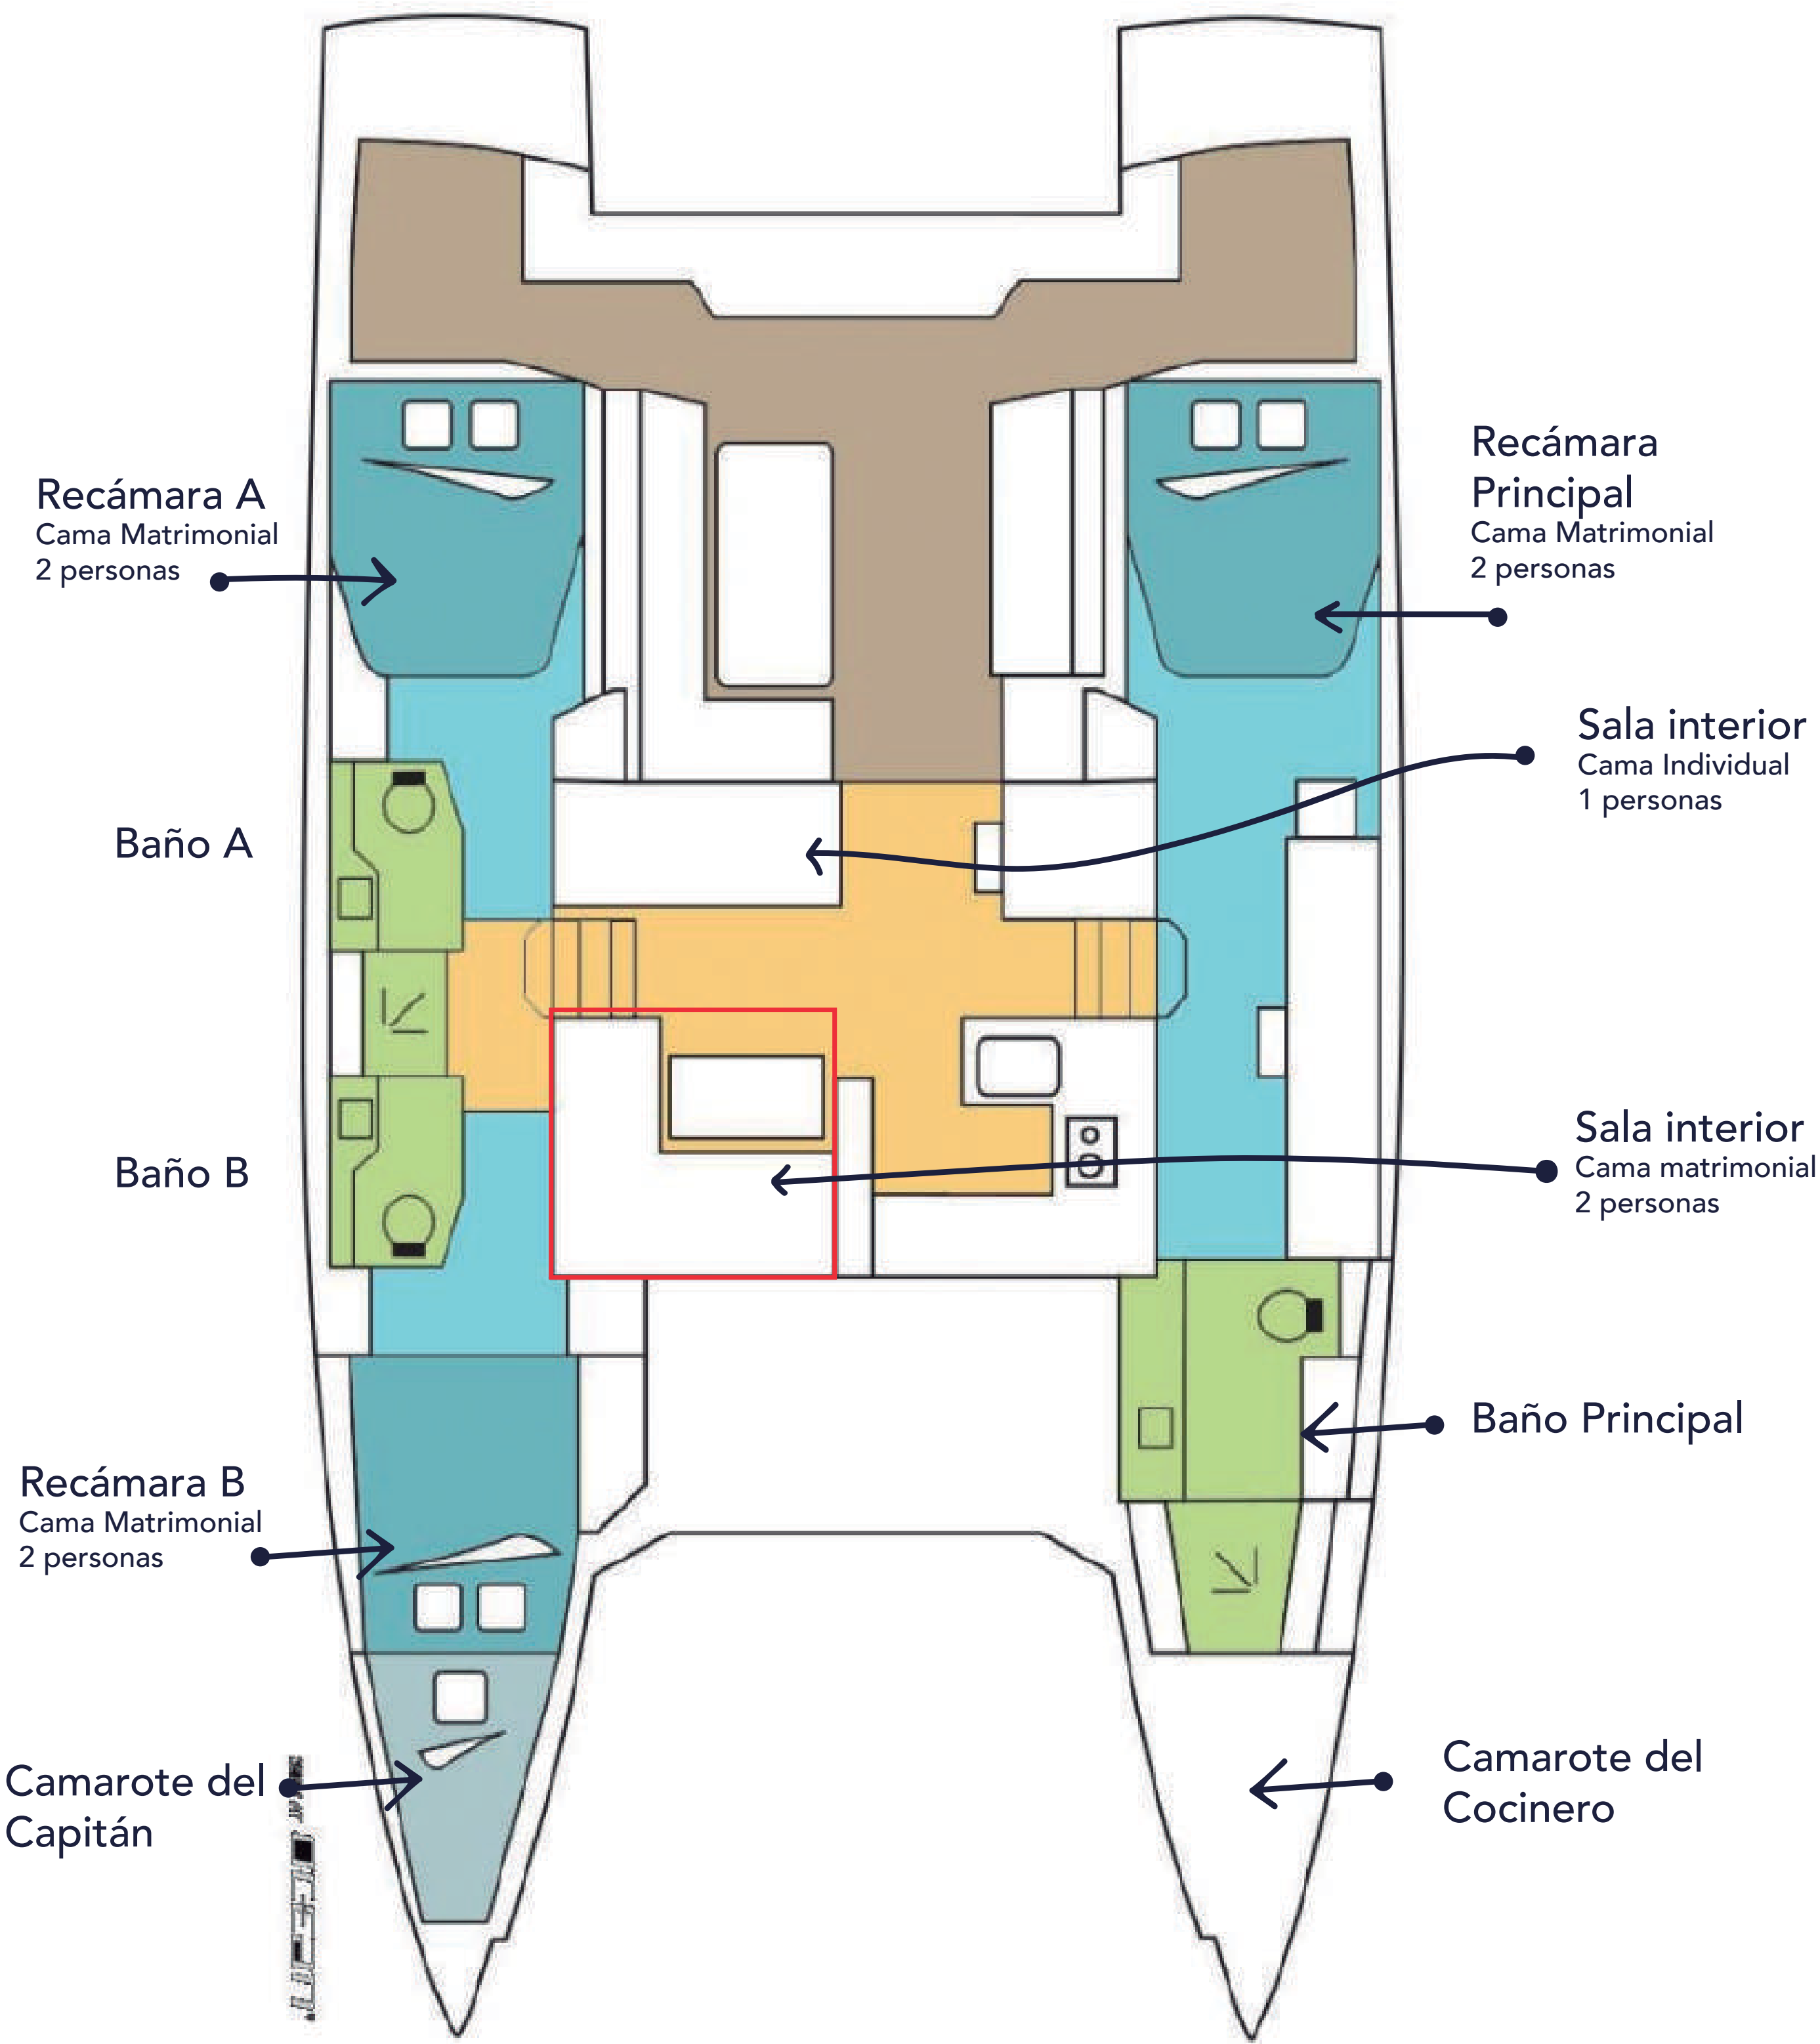 Recámara A
Cama Matrimonial
2 personas
Recámara
Principal
Cama Matrimonial
2 personas
Sala interior
Cama Individual
1 personas
Baño A
Baño B
Sala interior
Cama matrimonial
2 personas
Baño Principal
Recámara B
Cama Matrimonial
2 personas
Camarote del
Capitán
Camarote del
Cocinero